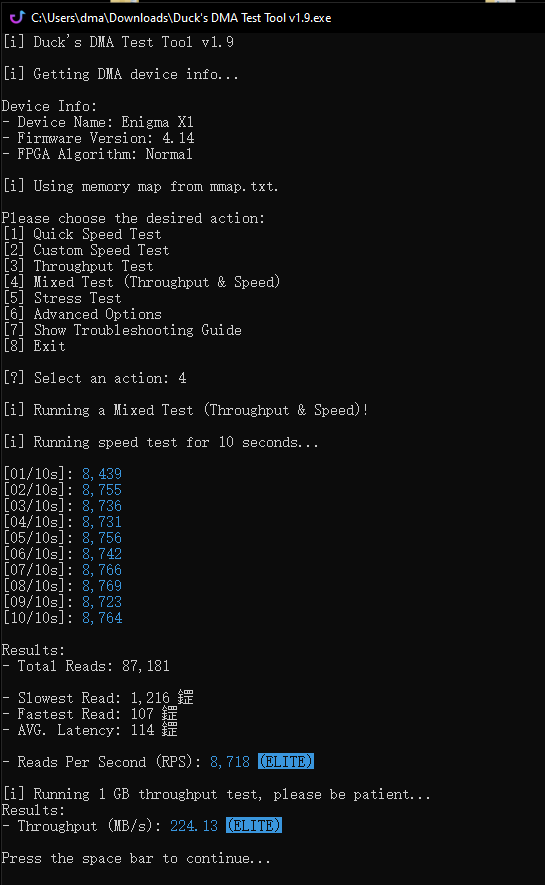 C:\Users\dma\Downloads\Duck's DMA Test Tool v1.9.exe
[i] Duck's DMA Test Tool v1.9
[i] Getting DMA device info...
Device Info:
- Device Name: Enigma X1
- Firmware Version: 4.14
- FPGA Algorithm: Normal
[i] Using memory map from mmap.txt.
Please choose the desired action:
[1] Quick Speed Test
[2] Custom Speed Test
[3] Throughput Test
[4] Mixed Test (Throughput & Speed)
[5] Stress Test
[6] Advanced Options
[7] Show Troubleshooting Guide
[8] Exit
[?] Select an action: 4
[i] Running a Mixed Test (Throughput & Speed)!
[i] Running speed test for 10 seconds...
[01/10s]: 8,439
[02/10s]: 8,755
[03/10s]: 8,736
[04/10s]: 8,731
[05/10s]: 8,756
[06/10s]: 8,742
[07/10s]: 8,766
[08/10s]: 8,769
[09/10s]: 8,723
[10/10s]: 8,764
Results:
- Total Reads: 87,181
- Slowest Read: 1,216
- Fastest Read: 107
- AVG. Latency: 114
- Reads Per Second (RPS): 8,718 (ELITE)
[i] Running 1 GB throughput test, please be patient...
Results:
- Throughput (MB/s): 224.13 (ELITE)
Press the space bar to continue...